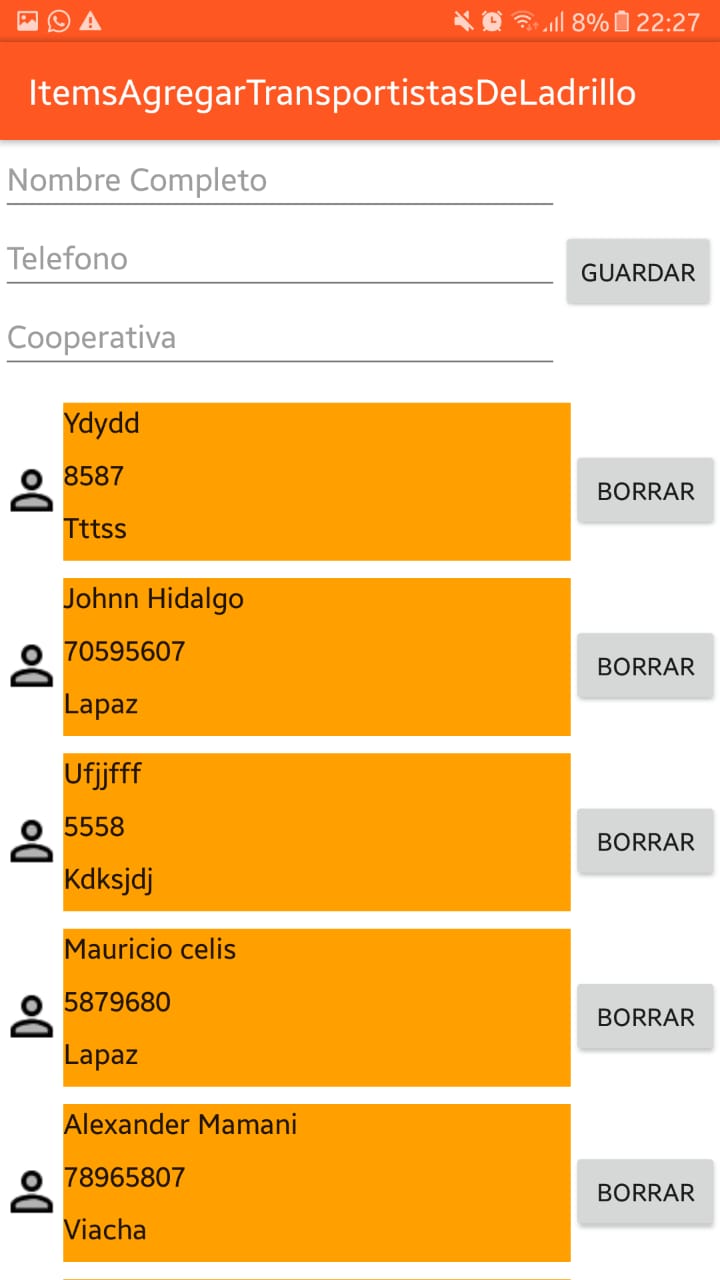 8% 22:27
ItemsAgregarTransportistasDeLadrillo
Nombre Completo
Telefono
GUARDAR
Cooperativa
Ydydd
8587
Tttss
BORRAR
Johnn Hidalgo
70595607
Lapaz
BORRAR
Ufjjfff
5558
Kdksjdj
BORRAR
Mauricio celis
5879680
Lapaz
BORRAR
Alexander Mamani
78965807
Viacha
BORRAR